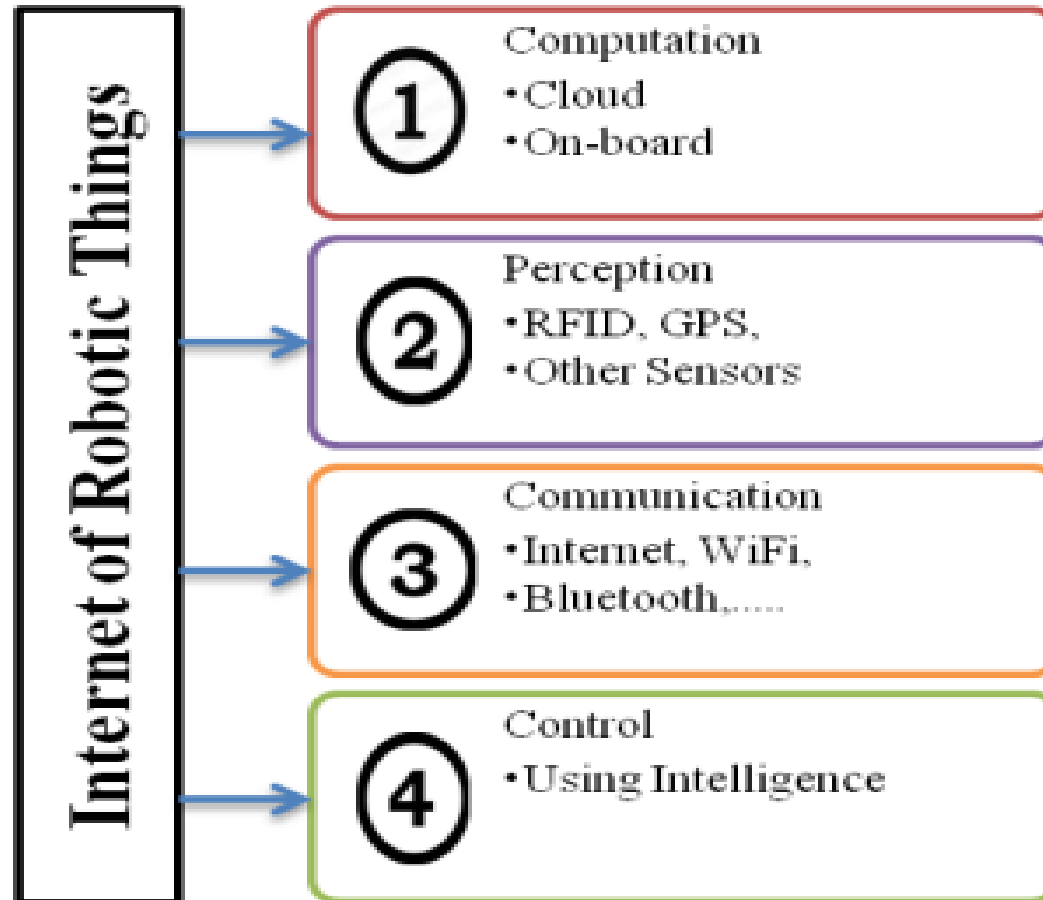 Internet of Robotic Things
1
Computation
•Cloud
•On-board
2
Perception
•RFID, GPS,
•Other Sensors
3
Communication
•Internet, WiFi,
•Bluetooth,.....
4
Control
•Using Intelligence